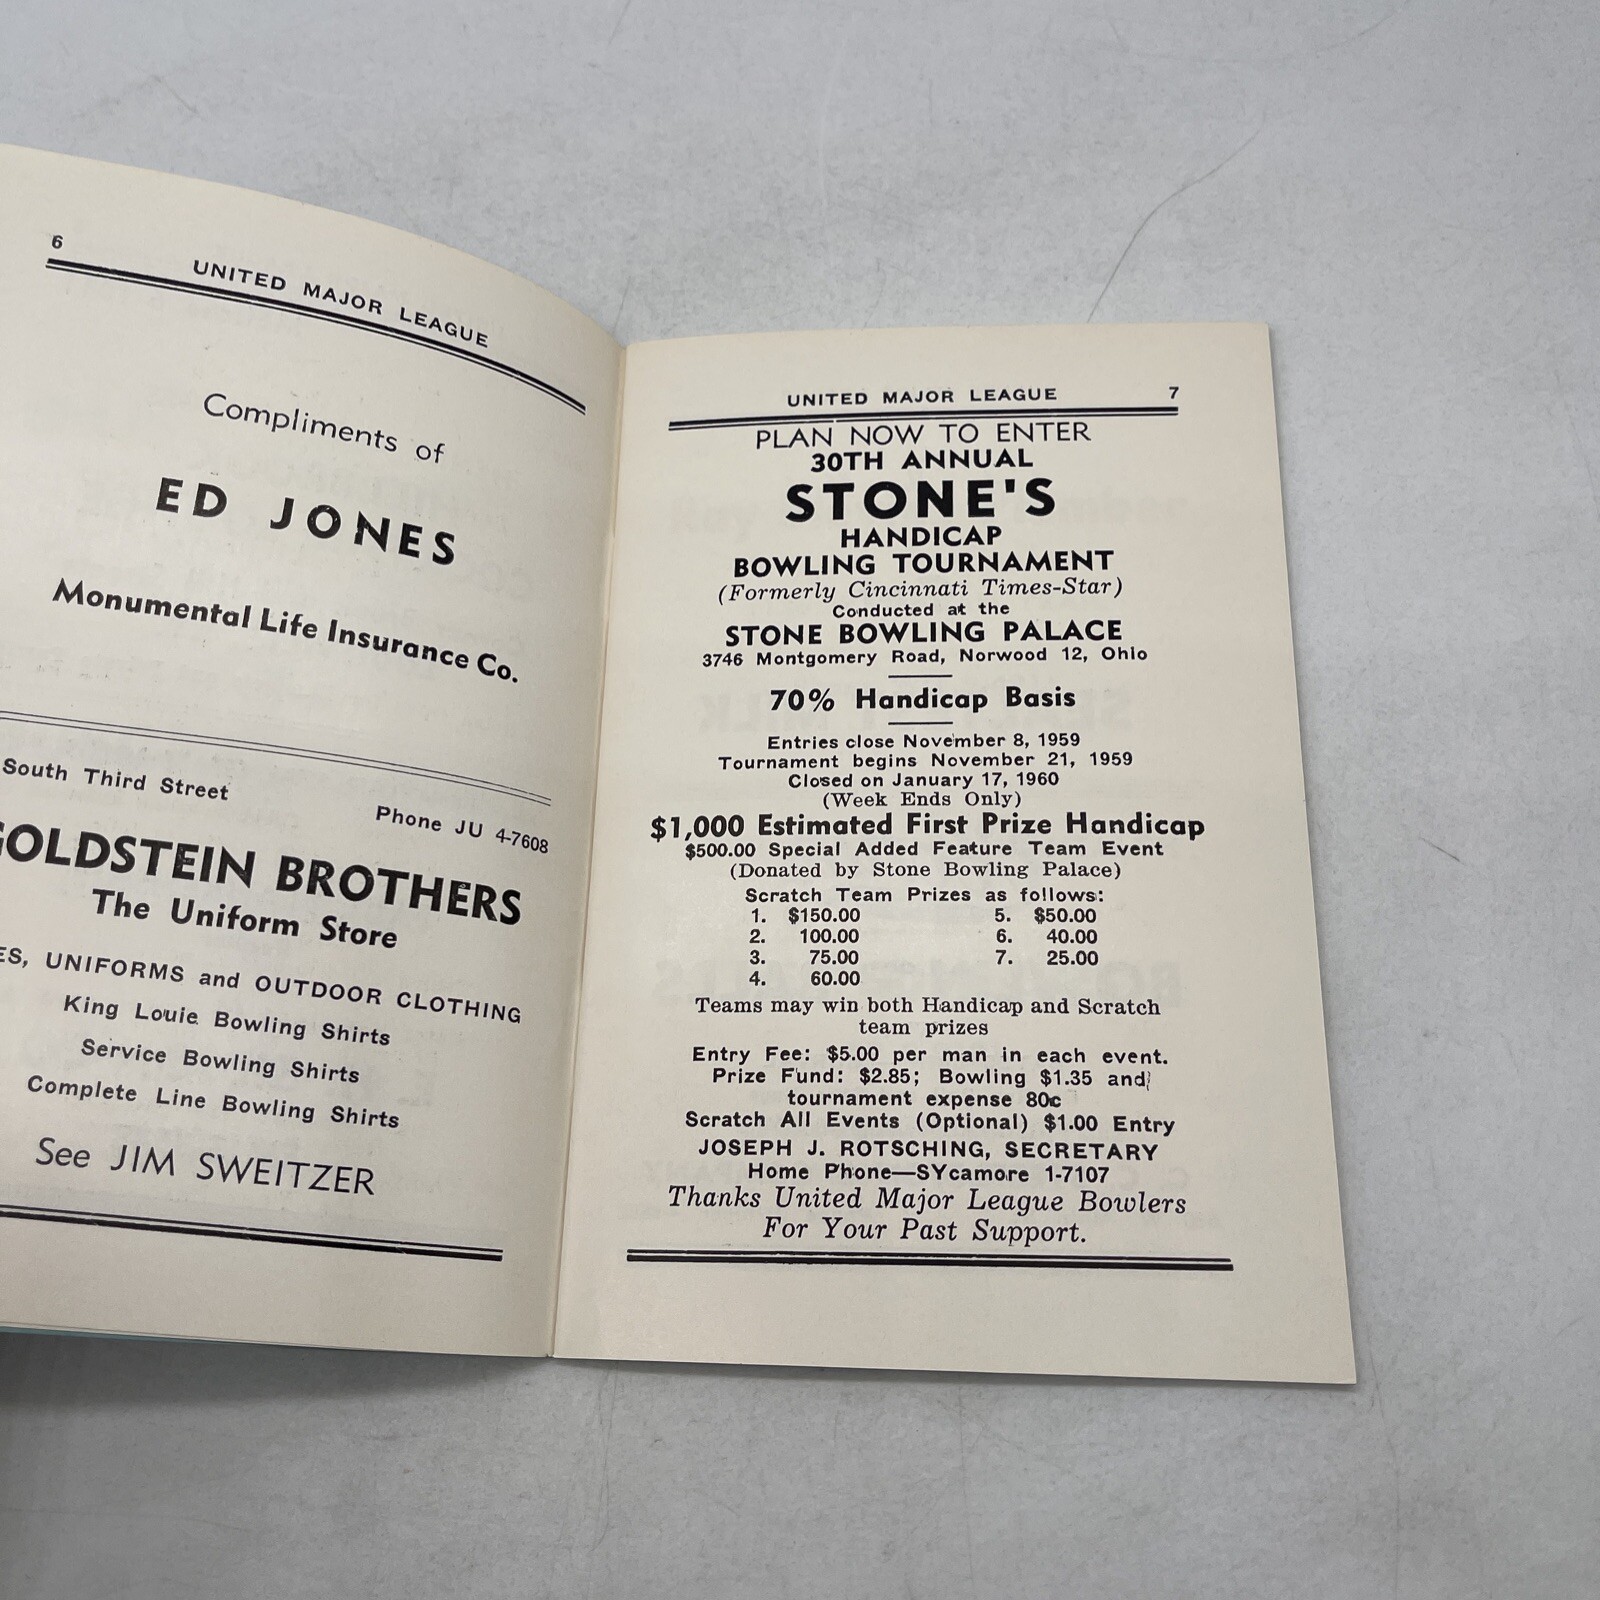 6
UNITED MAJOR LEAGUE
Compliments of
ED JONES
Monumental Life Insurance Co.
South Third Street
Phone JU 4-7608
GOLDSTEIN BROTHERS
The Uniform Store
UNIFORMS and OUTDOOR CLOTHING
King Louie Bowling Shirts
Service Bowling Shirts
Complete Line Bowling Shirts
See JIM SWEITZER
UNITED MAJOR LEAGUE 7
PLAN NOW TO ENTER
30TH ANNUAL
STONE'S
HANDICAP
BOWLING TOURNAMENT
(Formerly Cincinnati Times-Star)
Conducted at the
STONE BOWLING PALACE
3746 Montgomery Road, Norwood 12, Ohio
70% Handicap Basis
Entries close November 8, 1959
Tournament begins November 21, 1959
Closed on January 17, 1960
(Week Ends Only)
$1,000 Estimated First Prize Handicap
$500.00 Special Added Feature Team Event
(Donated by Stone Bowling Palace)
Scratch Team Prizes as follows:
1. $150.00 5. $50.00
2. 100.00 6. 40.00
3. 75.00 7. 25.00
4. 60.00
Teams may win both Handicap and Scratch
team prizes
Entry Fee: $5.00 per man in each event.
Prize Fund: $2.85; Bowling $1.35 and
tournament expense 80c
Scratch All Events (Optional) $1.00 Entry
JOSEPH J. ROTSCHING, SECRETARY
Home Phone—SYcamore 1-7107
Thanks United Major League Bowlers
For Your Past Support.